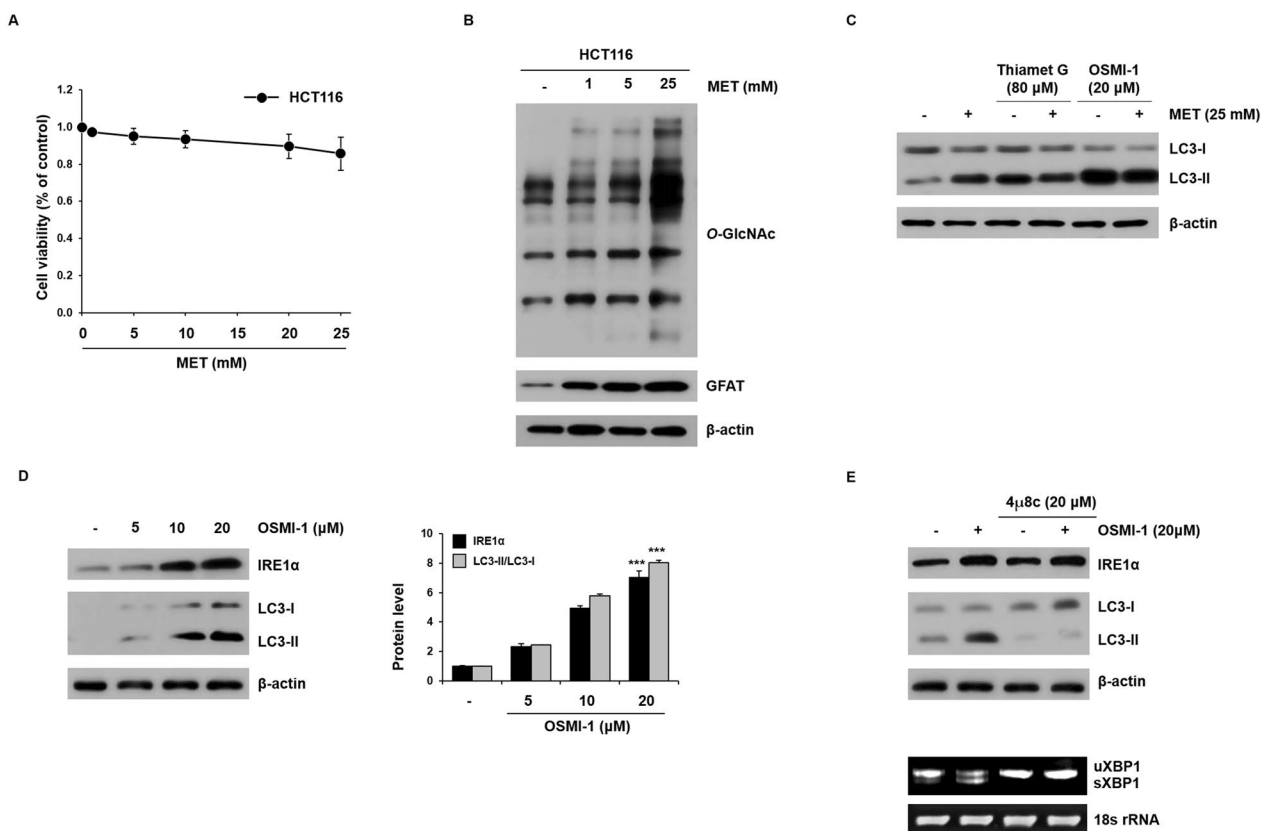 A
Cell viability (% of control)
1.2
1.0
0.8
0.6
0.4
0.2
0.0
HCT116
0 5 10 15 20 25
MET (mM)
B
HCT116
- 1 5 25 MET (mM)
O-GlcNAc
GFAT
β-actin
C
Thiamet G (80 µM)
OSMI-1 (20 µM)
- + - + - + MET (25 mM)
LC3-I
LC3-II
β-actin
D
- 5 10 20 OSMI-1 (µM)
IRE1α
LC3-I
LC3-II
β-actin
Protein level
10
8
6
4
2
0
IRE1α
LC3-II/LC3-I
*** ***
- 5 10 20
OSMI-1 (µM)
E
4µ8c (20 µM)
- + - + OSMI-1 (20µM)
IRE1α
LC3-I
LC3-II
β-actin
uXBP1
sXBP1
18s rRNA